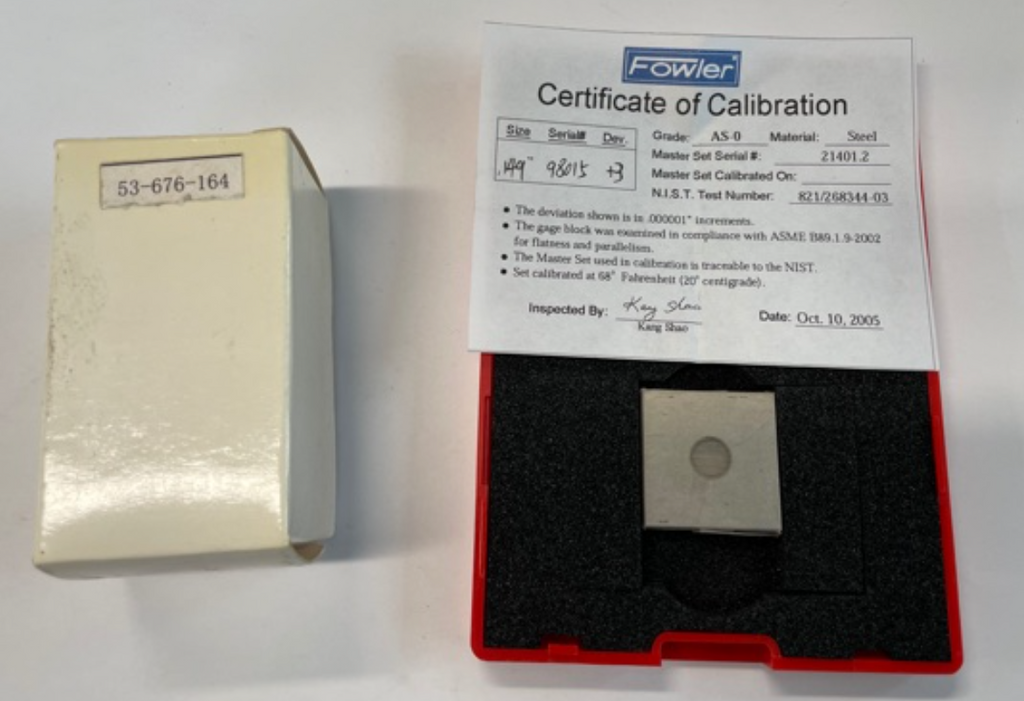 53-676-164
Fowler
Certificate of Calibration
Size Serial# Dev.
.149" 98015 +3
Grade: AS-0 Material: Steel
Master Set Serial #: 21401.2
Master Set Calibrated On:
N.I.S.T. Test Number: 821/268344-03
• The deviation shown is in .000001" increments.
• The gage block was examined in compliance with ASME B89.1.9-2002
for flatness and parallelism.
• The Master Set used in calibration is traceable to the NIST.
• Set calibrated at 68° Fahrenheit (20° centigrade).
Inspected By: Kang Shao
Kang Shao
Date: Oct. 10, 2005